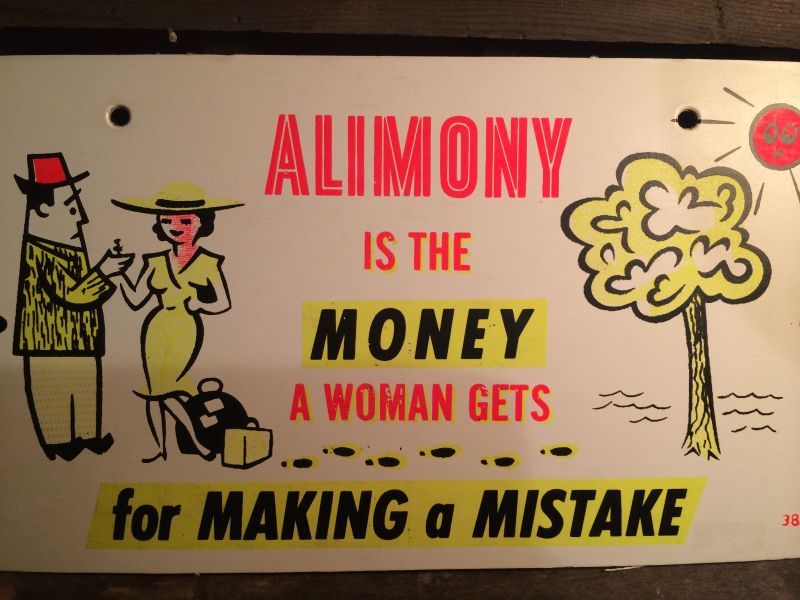 ALIMONY
IS THE
MONEY
A WOMAN GETS
for MAKING a MISTAKE
38